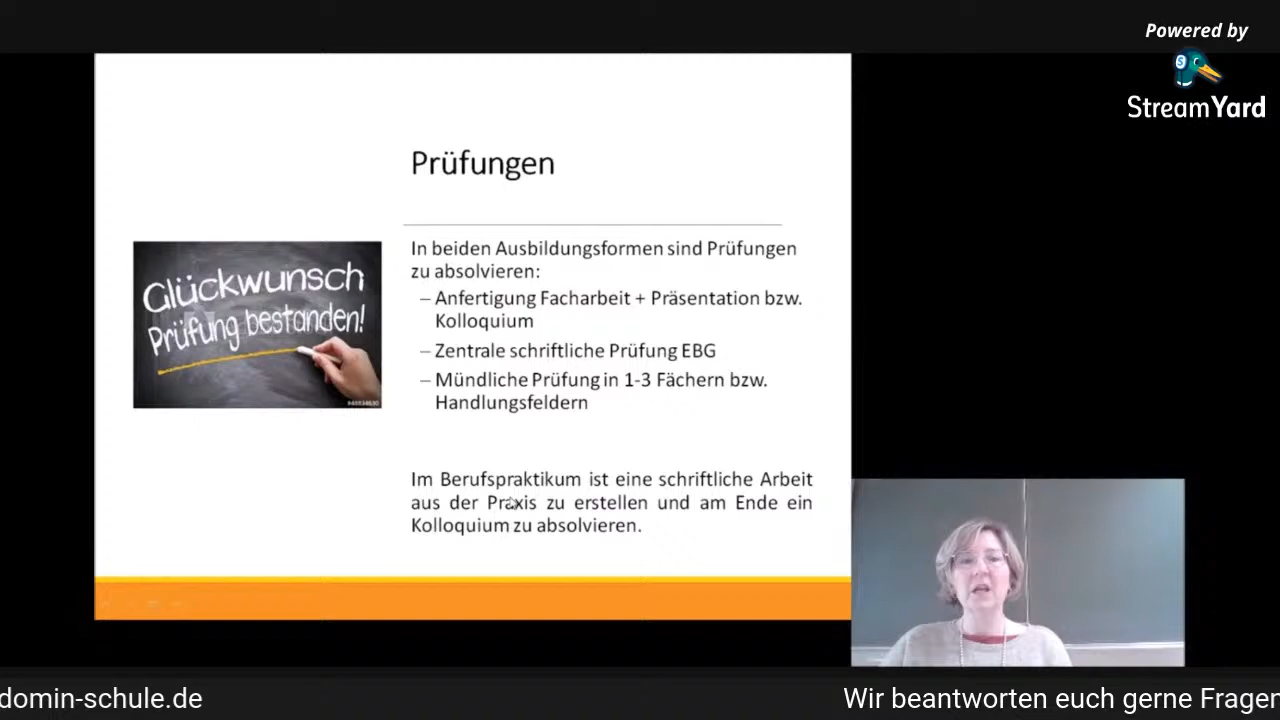 Powered by
StreamYard
Prüfungen
Glückwunsch
Prüfung bestanden!
In beiden Ausbildungsformen sind Prüfungen
zu absolvieren:
– Anfertigung Facharbeit + Präsentation bzw.
Kolloquium
– Zentrale schriftliche Prüfung EBG
– Mündliche Prüfung in 1-3 Fächern bzw.
Handlungsfeldern
Im Berufspraktikum ist eine schriftliche Arbeit
aus der Praxis zu erstellen und am Ende ein
Kolloquium zu absolvieren.
domin-schule.de
Wir beantworten euch gerne Fragen